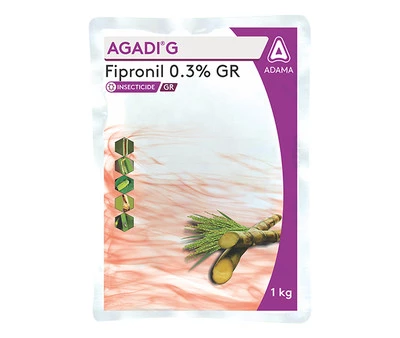 AGADI® G
ADAMA
Fipronil 0.3% GR
INSECTICIDE GR
1 kg